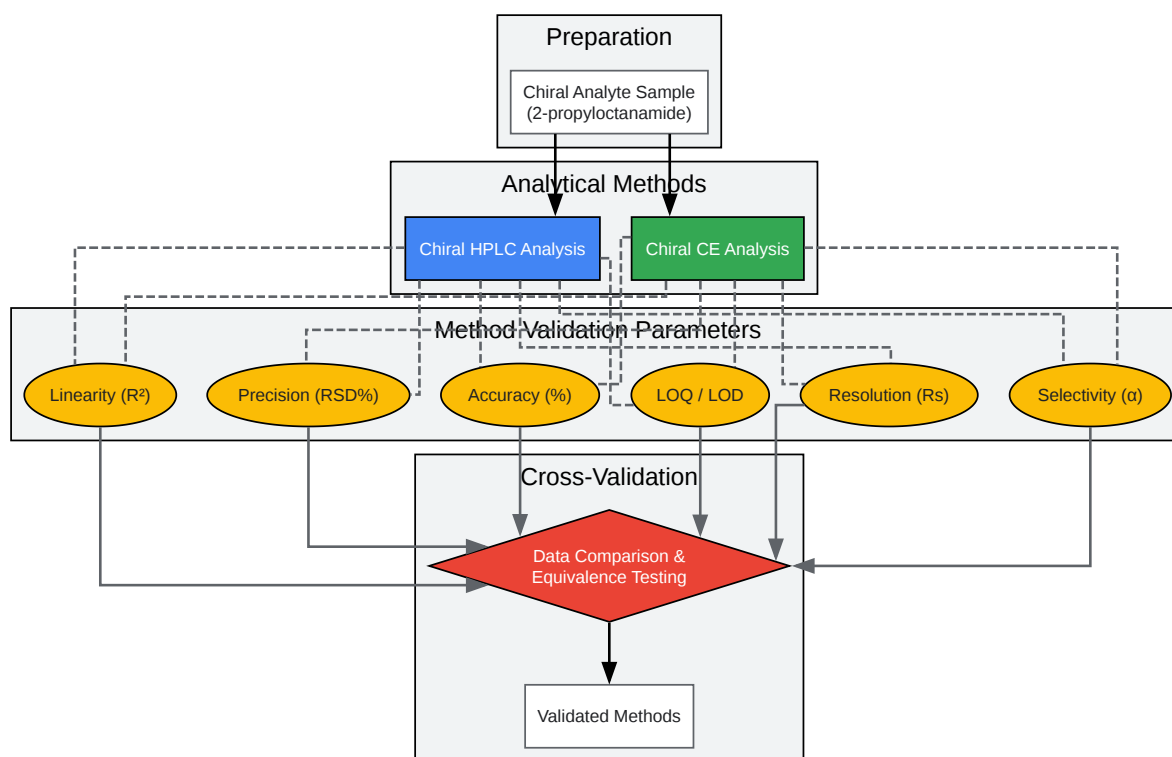 Preparation
Chiral Analyte Sample
(2-propyloctanamide)
Analytical Methods
Chiral HPLC Analysis
Chiral CE Analysis
Method Validation Parameters
Linearity (R²)
Precision (RSD%)
Accuracy (%)
LOQ / LOD
Resolution (Rs)
Selectivity (α)
Cross-Validation
Data Comparison &
Equivalence Testing
Validated Methods